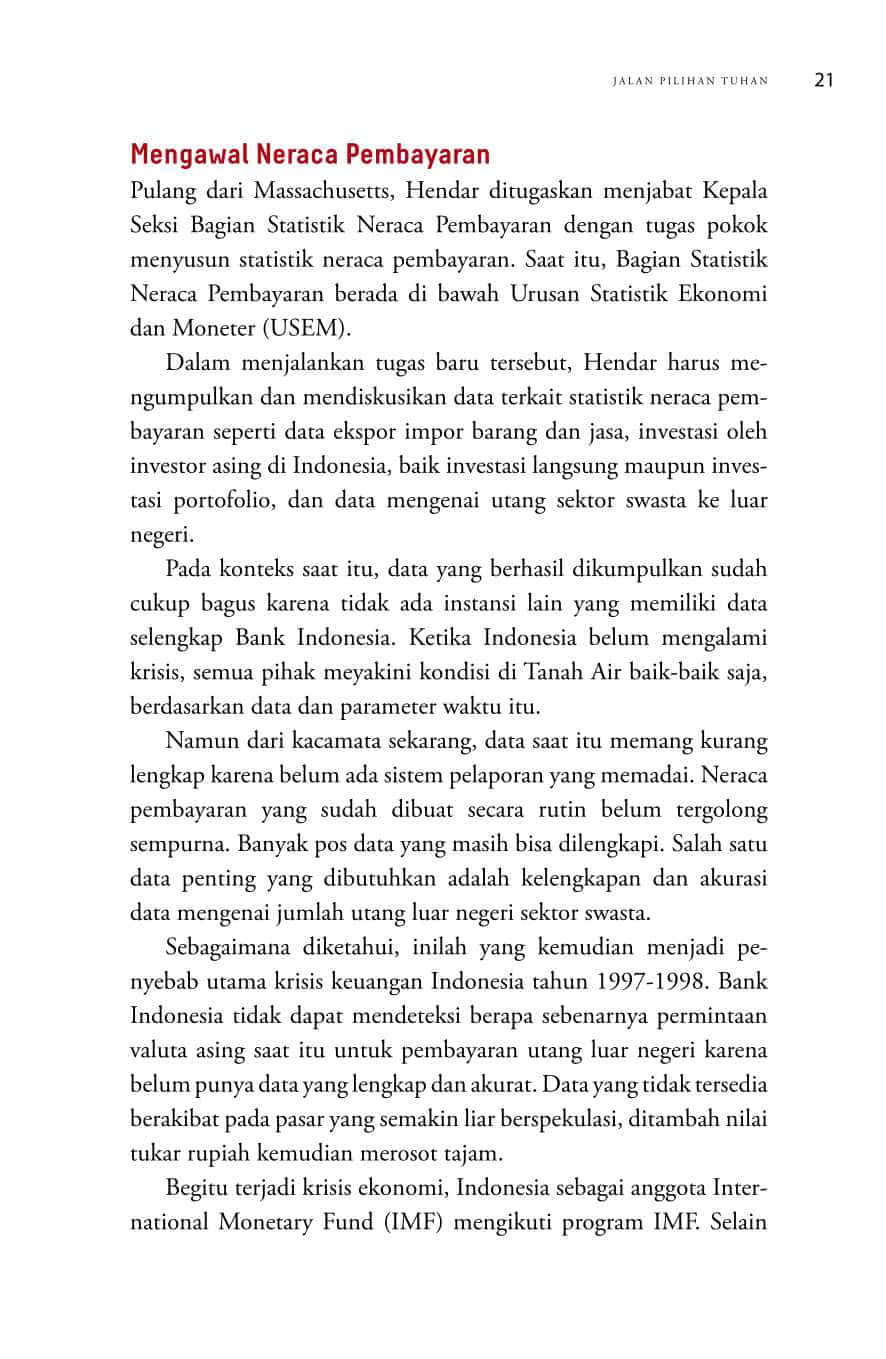 JALAN PILIHAN TUHAN 21
Mengawal Neraca Pembayaran
Pulang dari Massachusetts, Hendar ditugaskan menjabat Kepala
Seksi Bagian Statistik Neraca Pembayaran dengan tugas pokok
menyusun statistik neraca pembayaran. Saat itu, Bagian Statistik
Neraca Pembayaran berada di bawah Urusan Statistik Ekonomi
dan Moneter (USEM).
Dalam menjalankan tugas baru tersebut, Hendar harus me-
ngumpulkan dan mendiskusikan data terkait statistik neraca pem-
bayaran seperti data ekspor impor barang dan jasa, investasi oleh
investor asing di Indonesia, baik investasi langsung maupun inves-
tasi portofolio, dan data mengenai utang sektor swasta ke luar
negeri.
Pada konteks saat itu, data yang berhasil dikumpulkan sudah
cukup bagus karena tidak ada instansi lain yang memiliki data
selengkap Bank Indonesia. Ketika Indonesia belum mengalami
krisis, semua pihak meyakini kondisi di Tanah Air baik-baik saja,
berdasarkan data dan parameter waktu itu.
Namun dari kacamata sekarang, data saat itu memang kurang
lengkap karena belum ada sistem pelaporan yang memadai. Neraca
pembayaran yang sudah dibuat secara rutin belum tergolong
sempurna. Banyak pos data yang masih bisa dilengkapi. Salah satu
data penting yang dibutuhkan adalah kelengkapan dan akurasi
data mengenai jumlah utang luar negeri sektor swasta.
Sebagaimana diketahui, inilah yang kemudian menjadi pe-
nyebab utama krisis keuangan Indonesia tahun 1997-1998. Bank
Indonesia tidak dapat mendeteksi berapa sebenarnya permintaan
valuta asing saat itu untuk pembayaran utang luar negeri karena
belum punya data yang lengkap dan akurat. Data yang tidak tersedia
berakibat pada pasar yang semakin liar berspekulasi, ditambah nilai
tukar rupiah kemudian merosot tajam.
Begitu terjadi krisis ekonomi, Indonesia sebagai anggota Inter-
national Monetary Fund (IMF) mengikuti program IMF. Selain